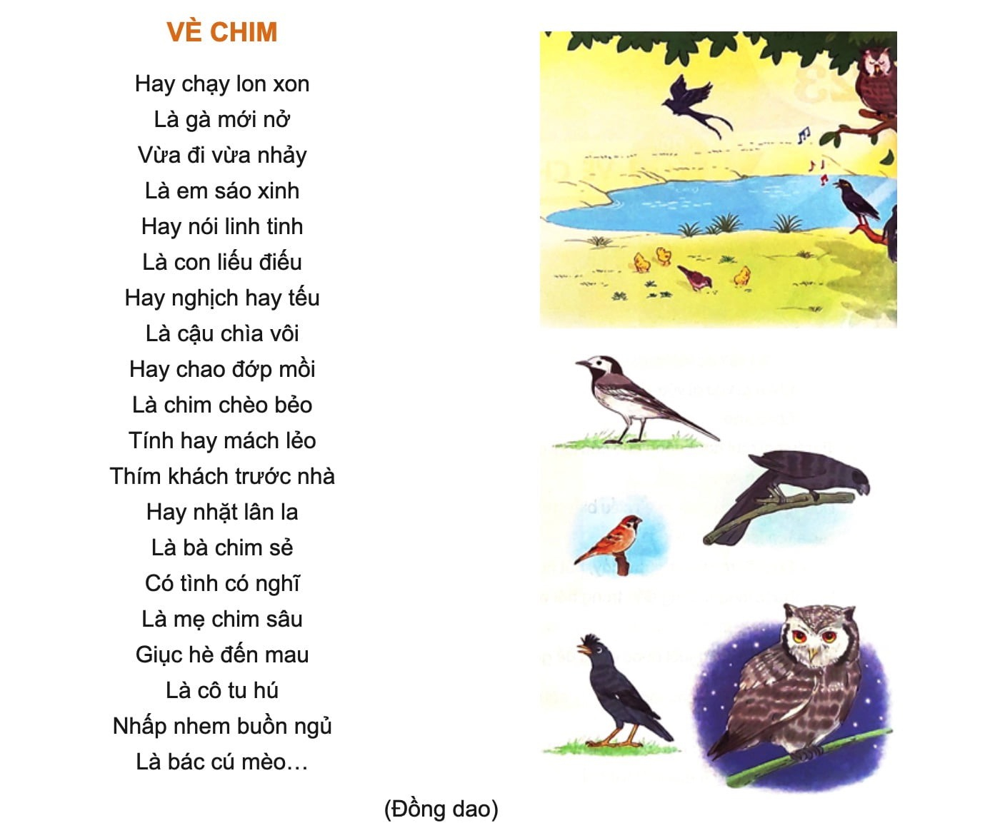 VÈ CHIM
Hay chạy lon xon
Là gà mới nở
Vừa đi vừa nhảy
Là em sáo xinh
Hay nói linh tinh
Là con liếu điếu
Hay nghịch hay tếu
Là cậu chìa vôi
Hay chao đớp mồi
Là chim chèo bẻo
Tính hay mách lẻo
Thím khách trước nhà
Hay nhặt lân la
Là bà chim sẻ
Có tình có nghĩ
Là mẹ chim sâu
Giục hè đến mau
Là cô tu hú
Nhấp nhem buồn ngủ
Là bác cú mèo...
(Đồng dao)